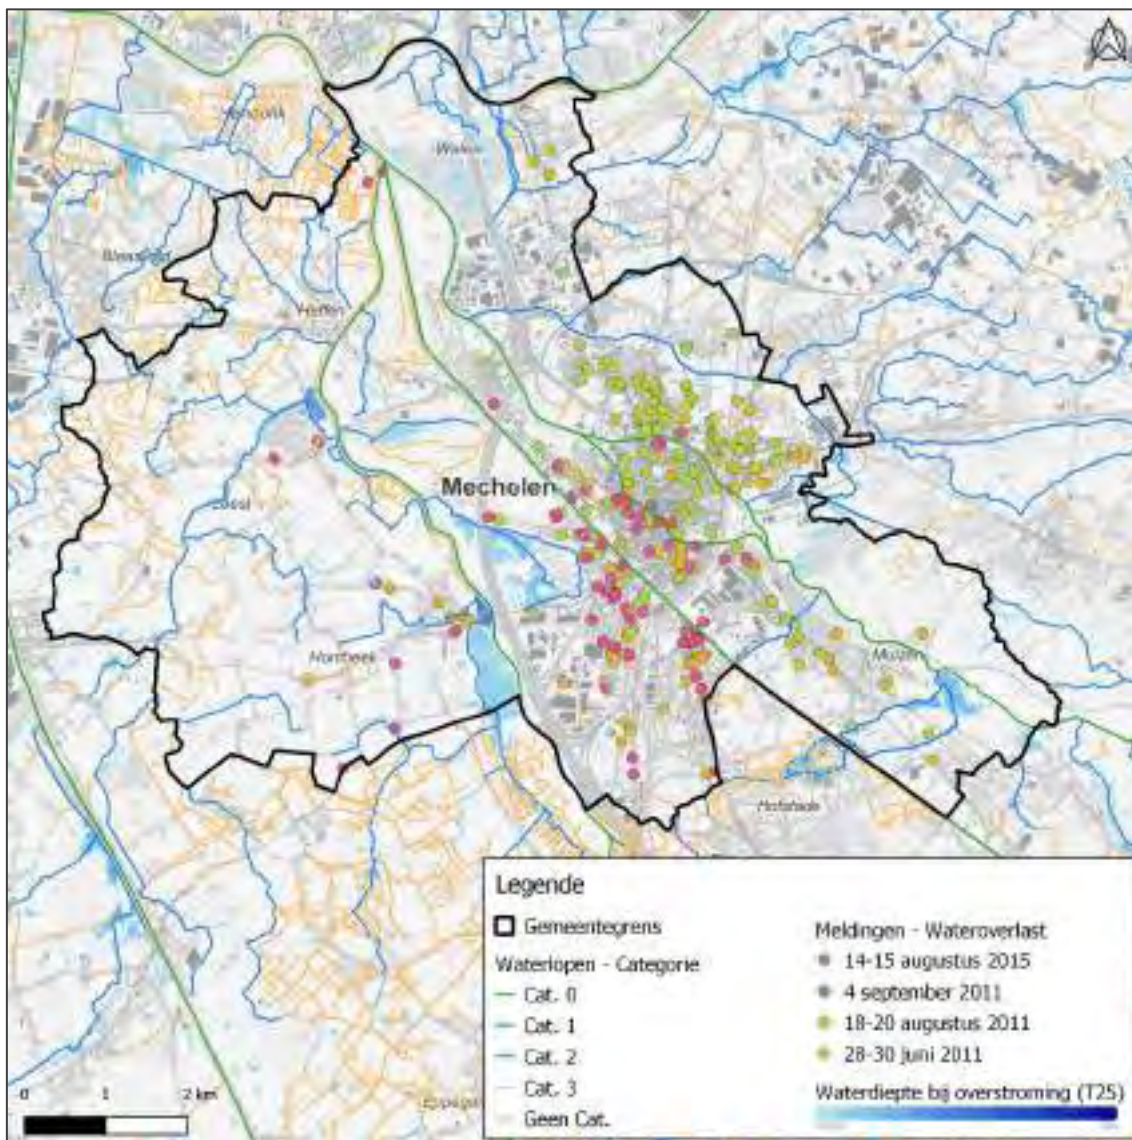 Heffen
Mechelen
Leest
Hombeek
Muizen
Hofstade
Legende
Gemeentegrens
Waterlopen - Categorie
Cat. 0
Cat. 1
Cat. 2
Cat. 3
Geen Cat.
Meldingen - Wateroverlast
14-15 augustus 2015
4 september 2011
18-20 augustus 2011
28-30 juni 2011
Waterdiepte bij overstroming (T25)
0 1 2 km